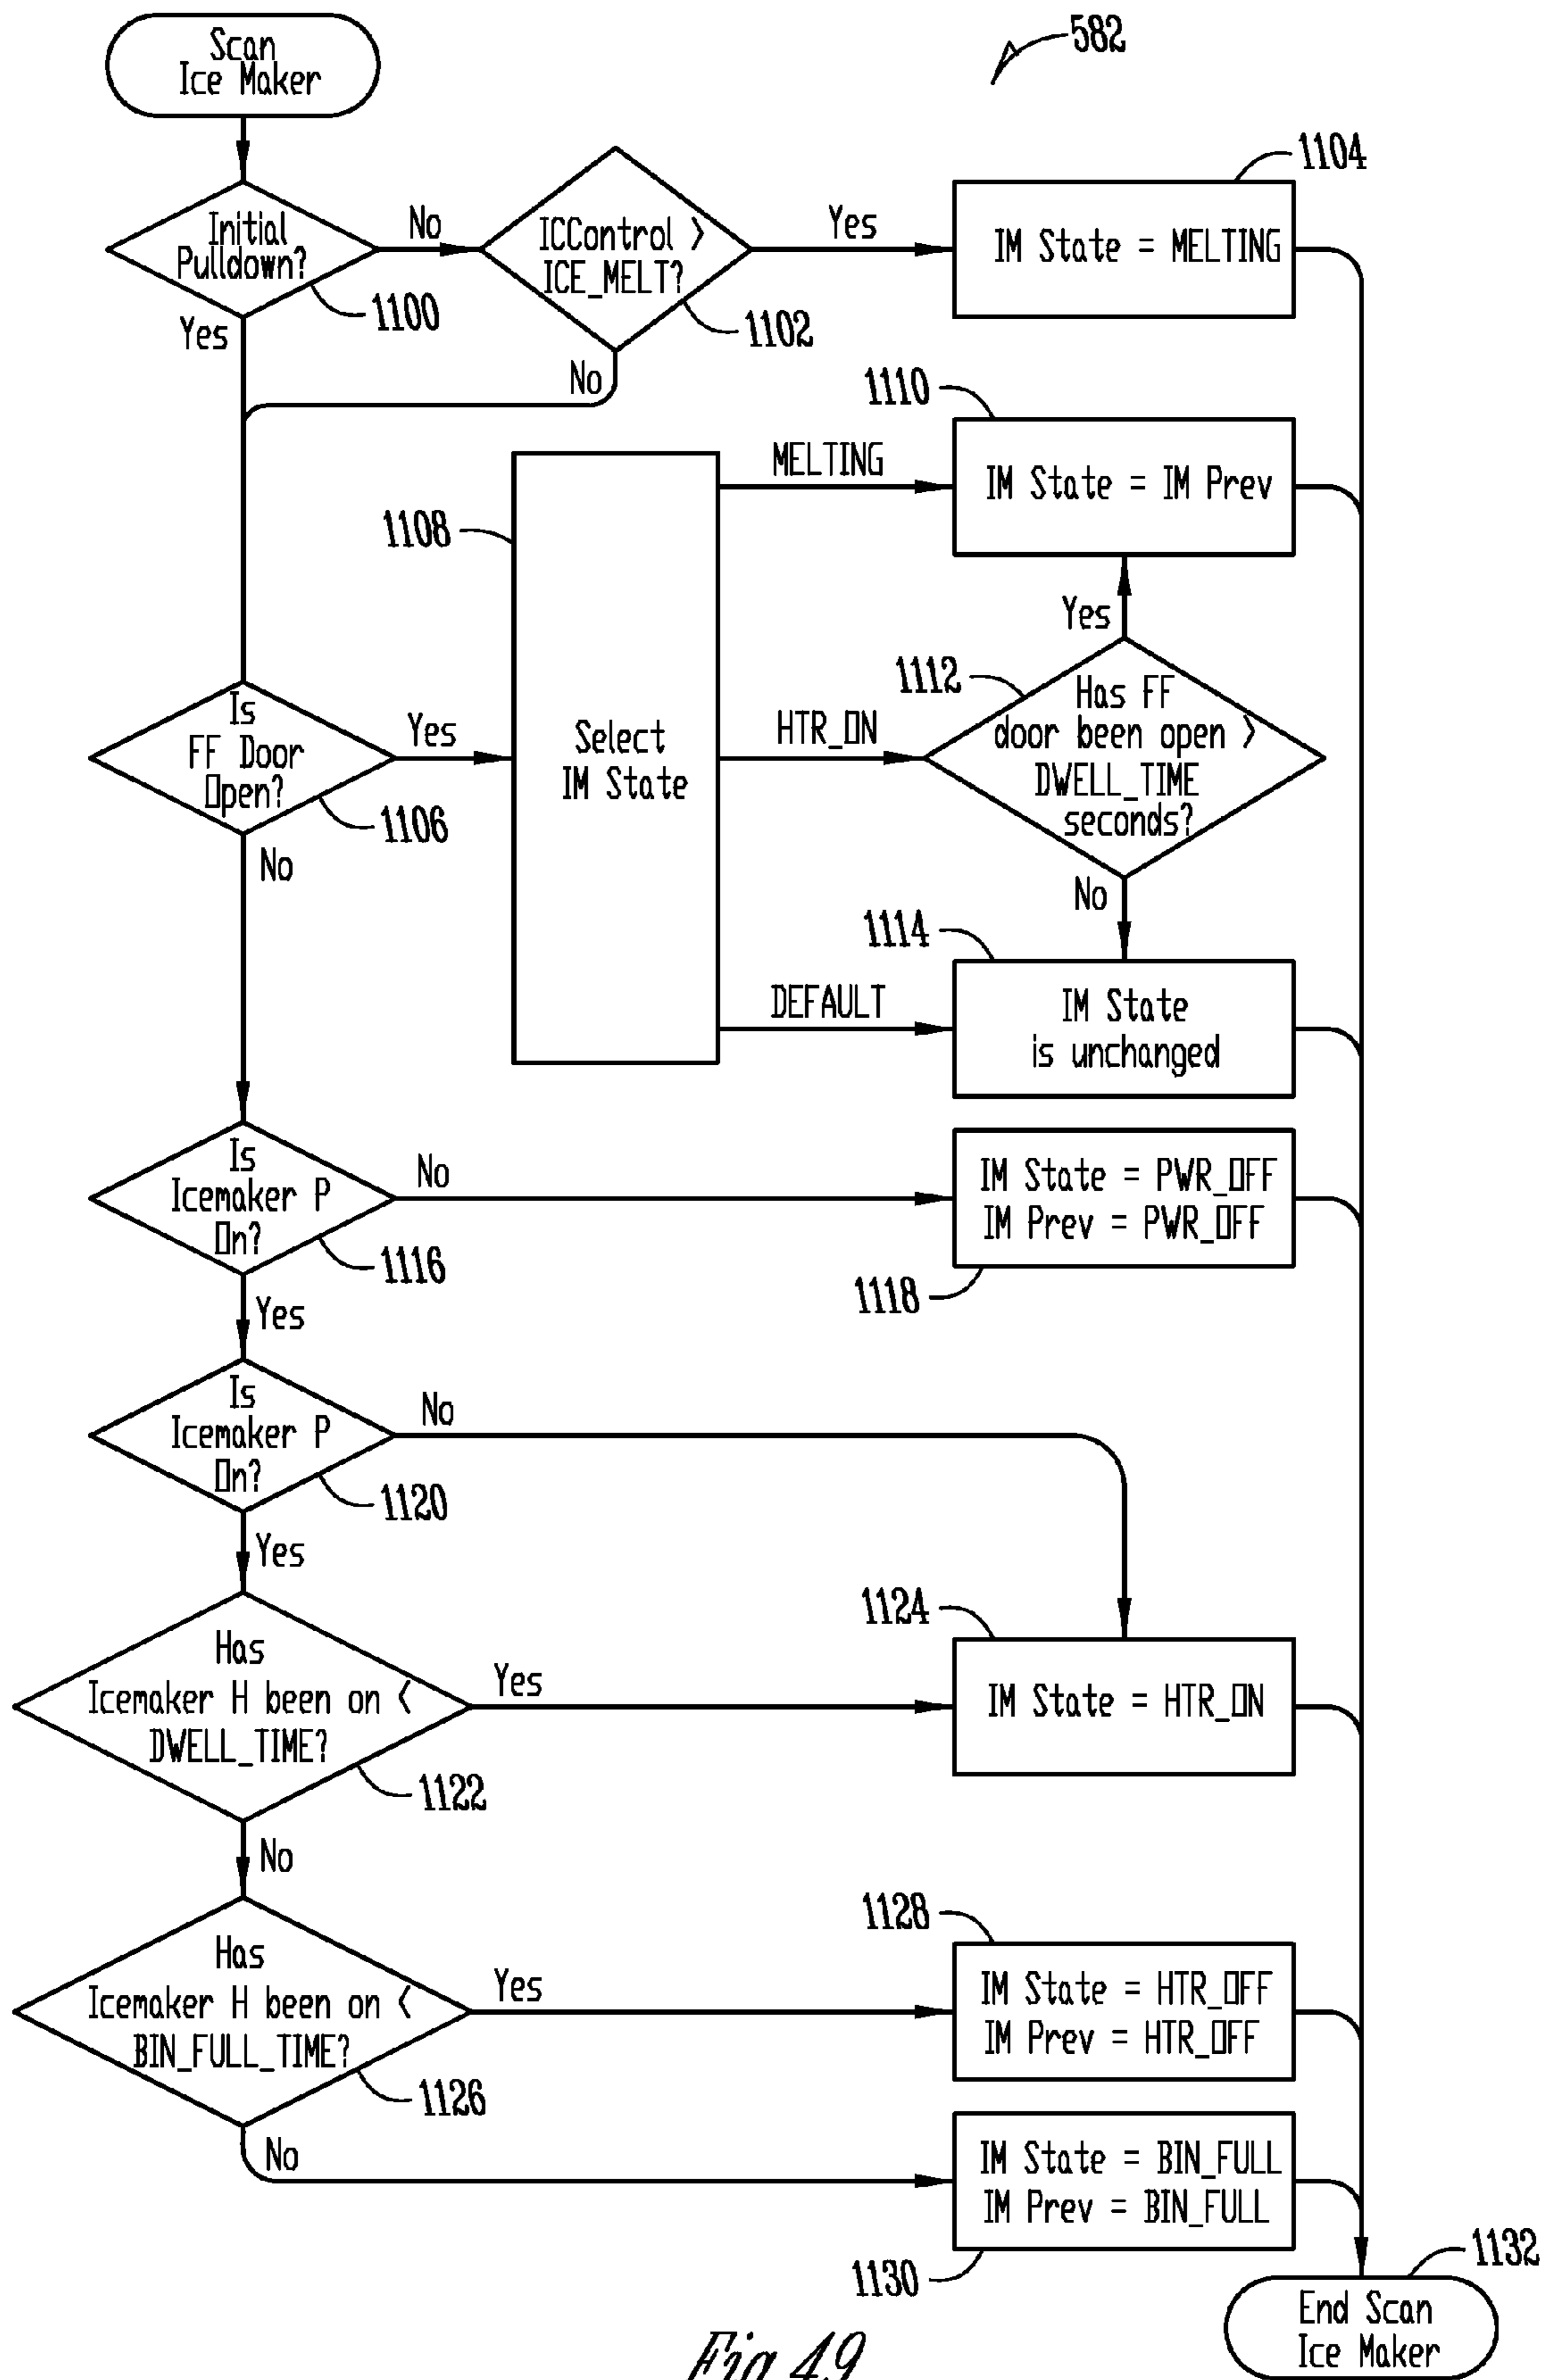 Scan
Ice Maker
582
Initial
Pulldown?
1100
No
Yes
ICControl >
ICE_MELT?
1102
Yes
No
1104
IM State = MELTING
1110
IM State = IM Prev
MELTING
1108
Select
IM State
Yes
1112
Has FF
door been open >
DWELL_TIME
seconds?
HTR_ON
Is
FF Door
Open?
Yes
1106
No
No
1114
IM State
is unchanged
DEFAULT
Is
Icemaker P
On?
No
1116
Yes
IM State = PWR_OFF
IM Prev = PWR_OFF
1118
Is
Icemaker P
On?
No
1120
Yes
1124
IM State = HTR_ON
Has
Icemaker H been on <
DWELL_TIME?
Yes
1122
No
1128
IM State = HTR_OFF
IM Prev = HTR_OFF
Has
Icemaker H been on <
BIN_FULL_TIME?
Yes
1126
No
IM State = BIN_FULL
IM Prev = BIN_FULL
1130
1132
End Scan
Ice Maker
Fig. 49